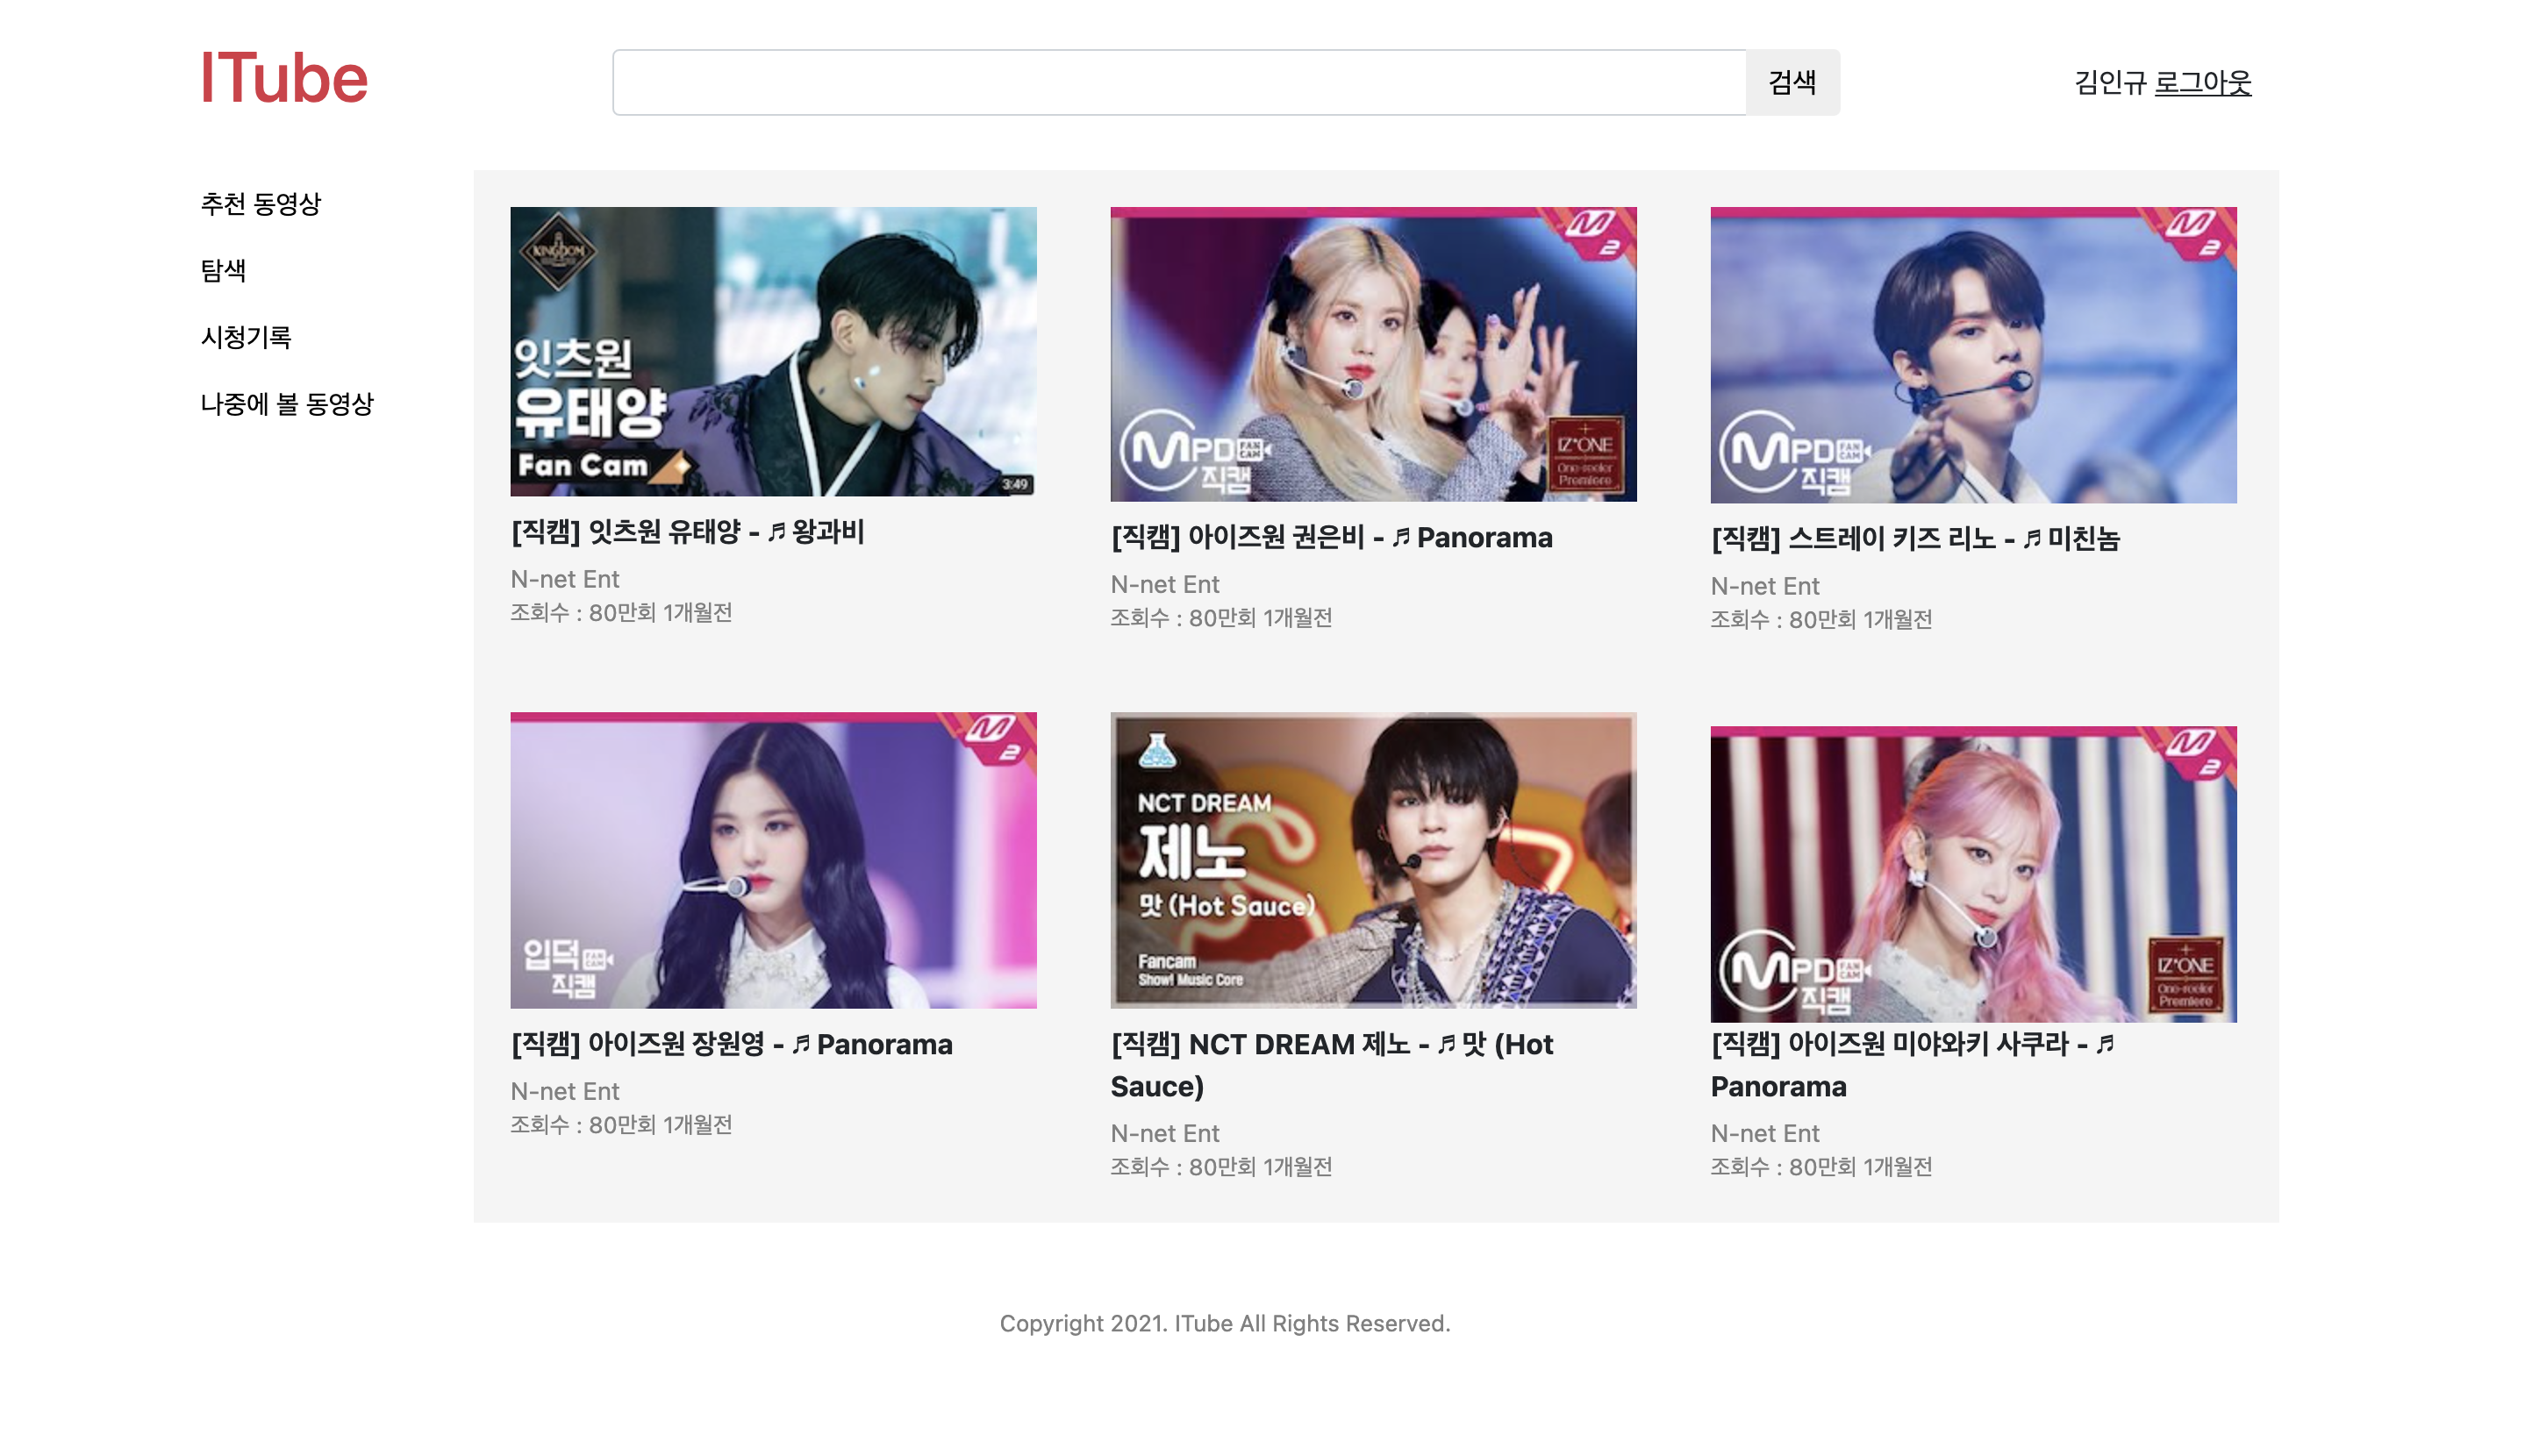 ITube
검색
김인규 로그아웃
추천 동영상
탐색
시청기록
나중에 볼 동영상
KINGDOM
잇츠원
유태양
Fan Cam
3:49
[직캠] 잇츠원 유태양 - ♬ 왕과비
N-net Ent
조회수 : 80만회 1개월전
M
2
MPD FAN CAM
직캠
IZ*ONE
One-reeler
Premiere
[직캠] 아이즈원 권은비 - ♬ Panorama
N-net Ent
조회수 : 80만회 1개월전
M
2
MPD FAN CAM
직캠
[직캠] 스트레이 키즈 리노 - ♬ 미친놈
N-net Ent
조회수 : 80만회 1개월전
M
2
입덕 FAN CAM
직캠
[직캠] 아이즈원 장원영 - ♬ Panorama
N-net Ent
조회수 : 80만회 1개월전
NCT DREAM
제노
맛 (Hot Sauce)
Fancam
Show! Music Core
[직캠] NCT DREAM 제노 - ♬ 맛 (Hot
Sauce)
N-net Ent
조회수 : 80만회 1개월전
M
2
MPD FAN CAM
직캠
IZ*ONE
One-reeler
Premiere
[직캠] 아이즈원 미야와키 사쿠라 - ♬
Panorama
N-net Ent
조회수 : 80만회 1개월전
Copyright 2021. ITube All Rights Reserved.